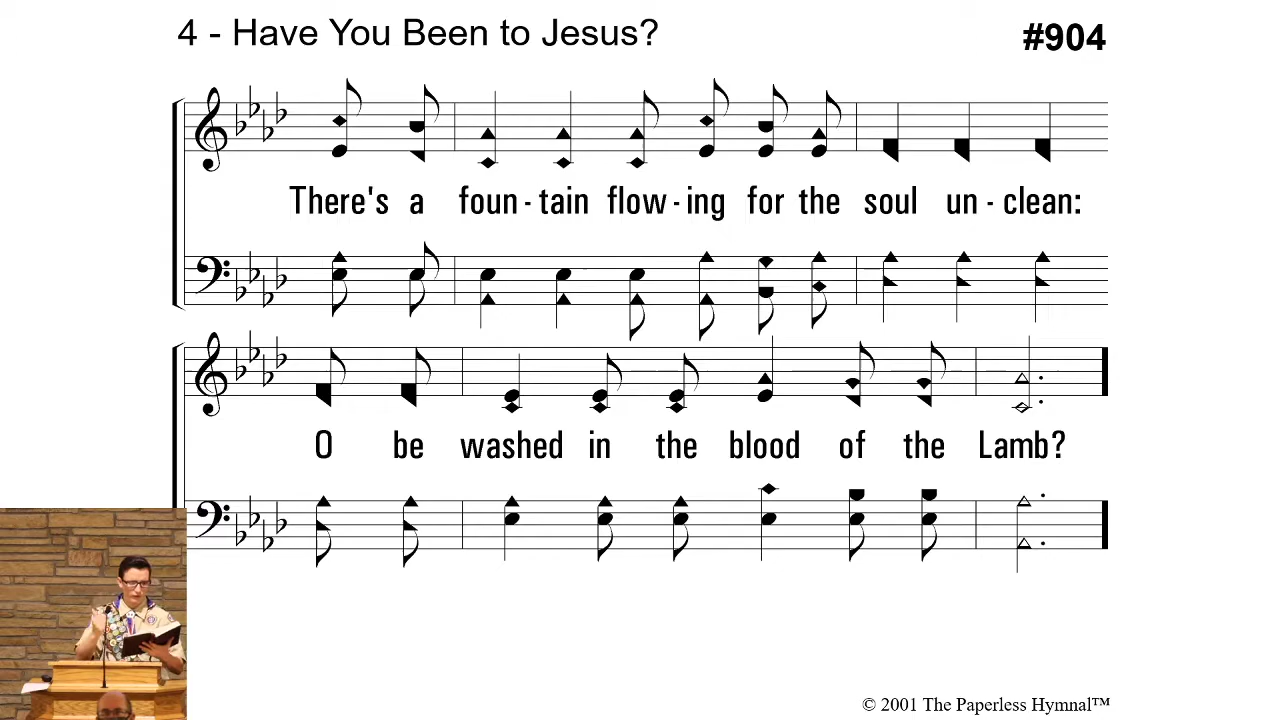 4 - Have You Been to Jesus?
#904
There's a foun - tain flow - ing for the soul un - clean:
O be washed in the blood of the Lamb?
© 2001 The Paperless Hymnal™